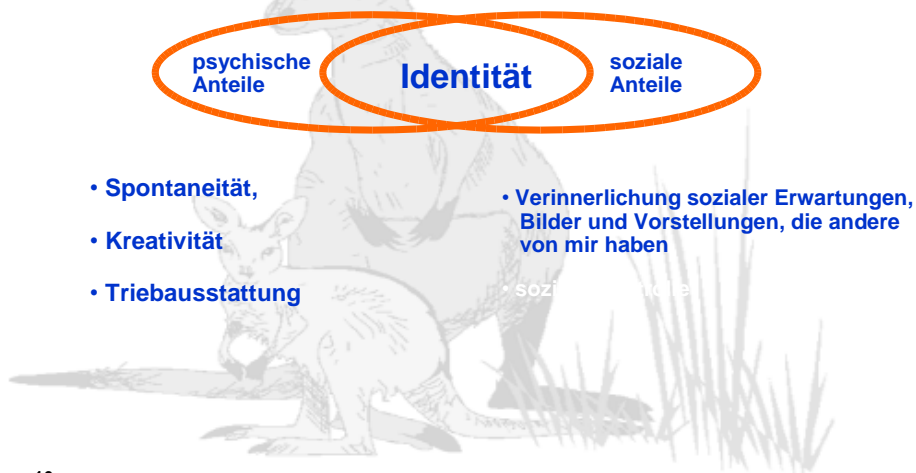 psychische
Anteile
Identität
soziale
Anteile
• Spontaneität,
• Kreativität
• Triebausstattung
• Verinnerlichung sozialer Erwartungen,
Bilder und Vorstellungen, die andere
von mir haben